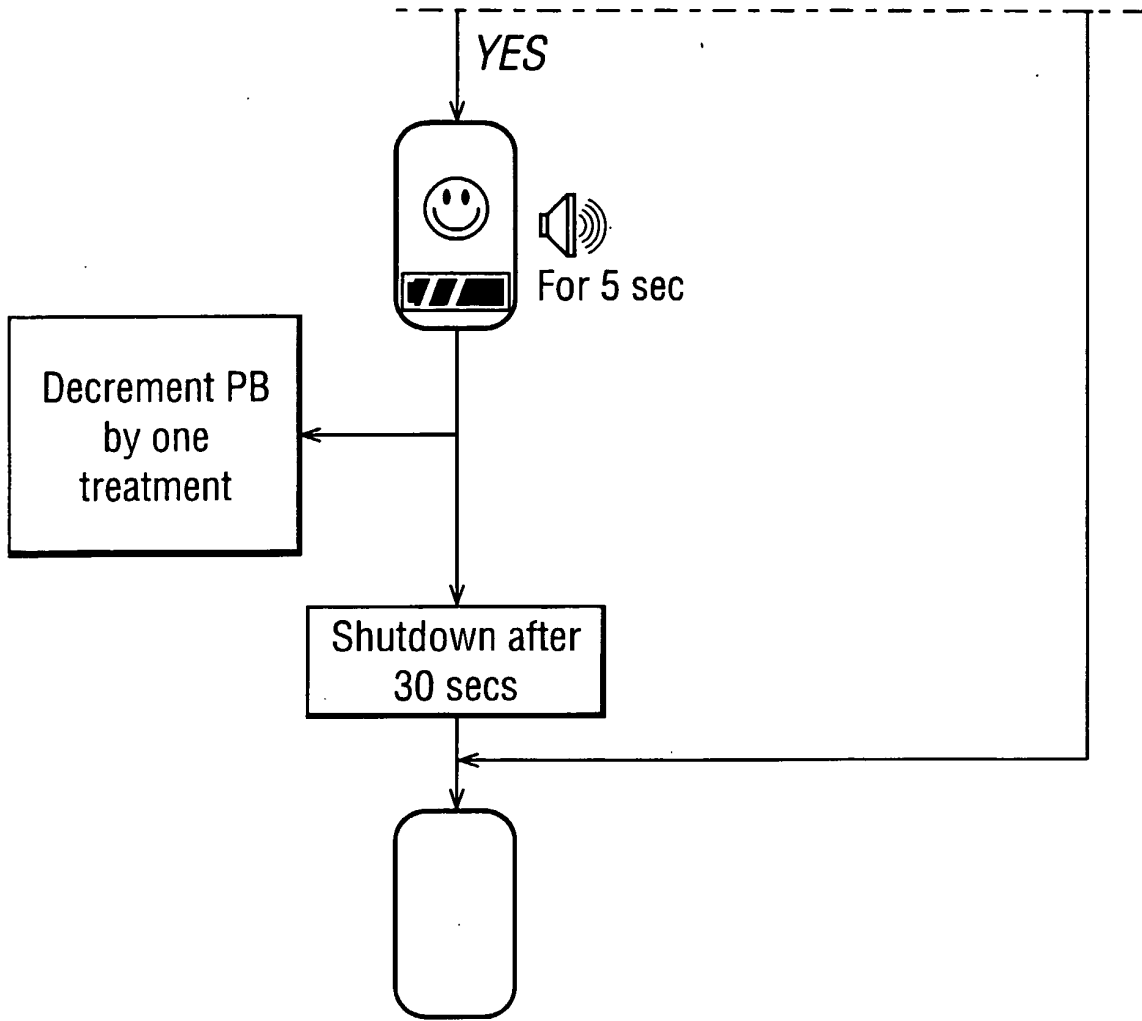 YES
For 5 sec
Decrement PB
by one
treatment
Shutdown after
30 secs